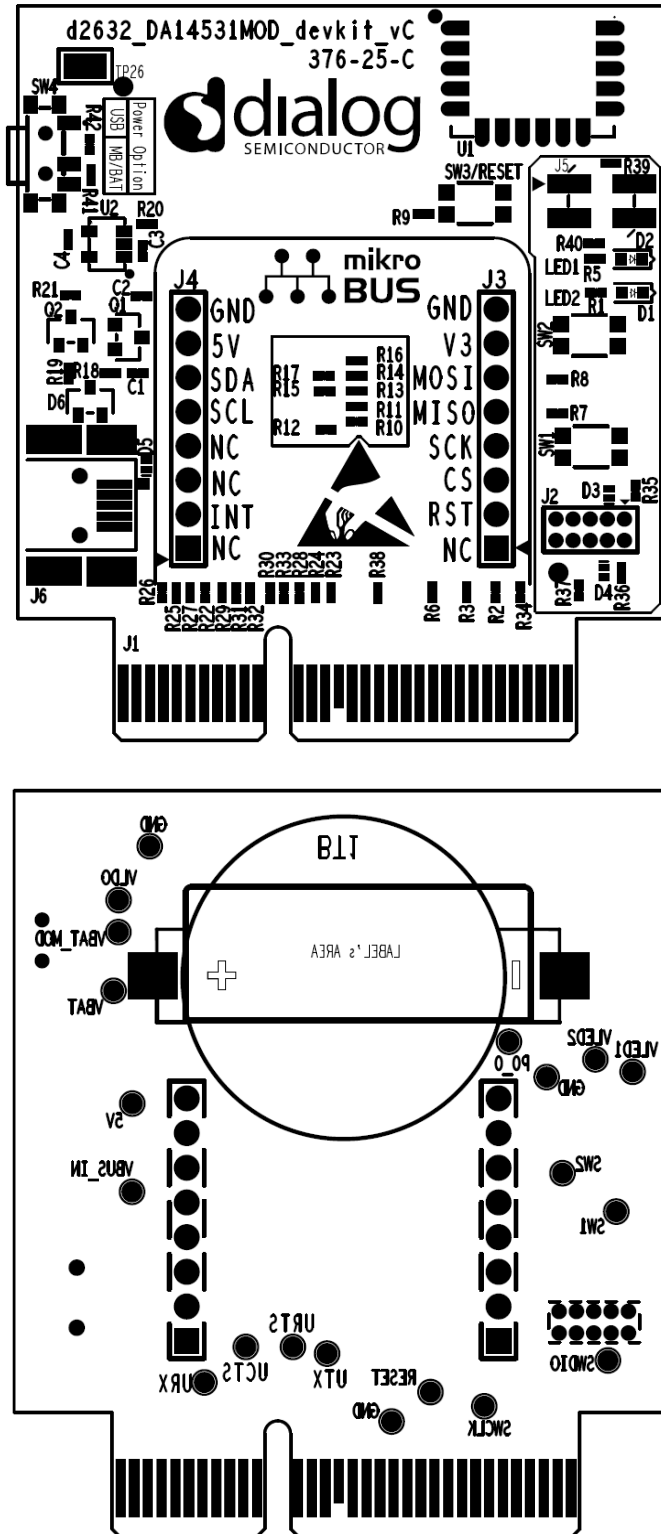 d2632_DA14531MOD_devkit_vC
376-25-C
TP26
SW4
R42
R41
Power Option
USB MB/BAT
dialog
SEMICONDUCTOR
U1
SW3/RESET
R9
J5
R39
U2
R20
C4
C3
R40
D2
LED1
R5
LED2
R1
D1
R21
C2
Q2
Q1
R19
R18
C1
D6
D5
J6
J4
mikro
BUS
J3
GND
5V
SDA
SCL
NC
NC
INT
NC
R16
R17
R14
R15
R13
R11
R12
R10
GND
V3
MOSI
MISO
SCK
CS
RST
NC
SW2
R8
R7
SW1
J2
D3
R35
R37
D4
R36
R26
R25
R27
R22
R29
R31
R32
R30
R33
R28
R24
R23
R38
R6
R3
R2
R34
J1
GND
BT1
VLDO
VBAT_MOD
LABEL's AREA
+
-
VBAT
P0_0
VLED2
VLED1
GND
5V
VBUS_IN
SW2
SW1
URTS
UCTS
UTX
URX
RESET
GND
SWCLK
SWDIO